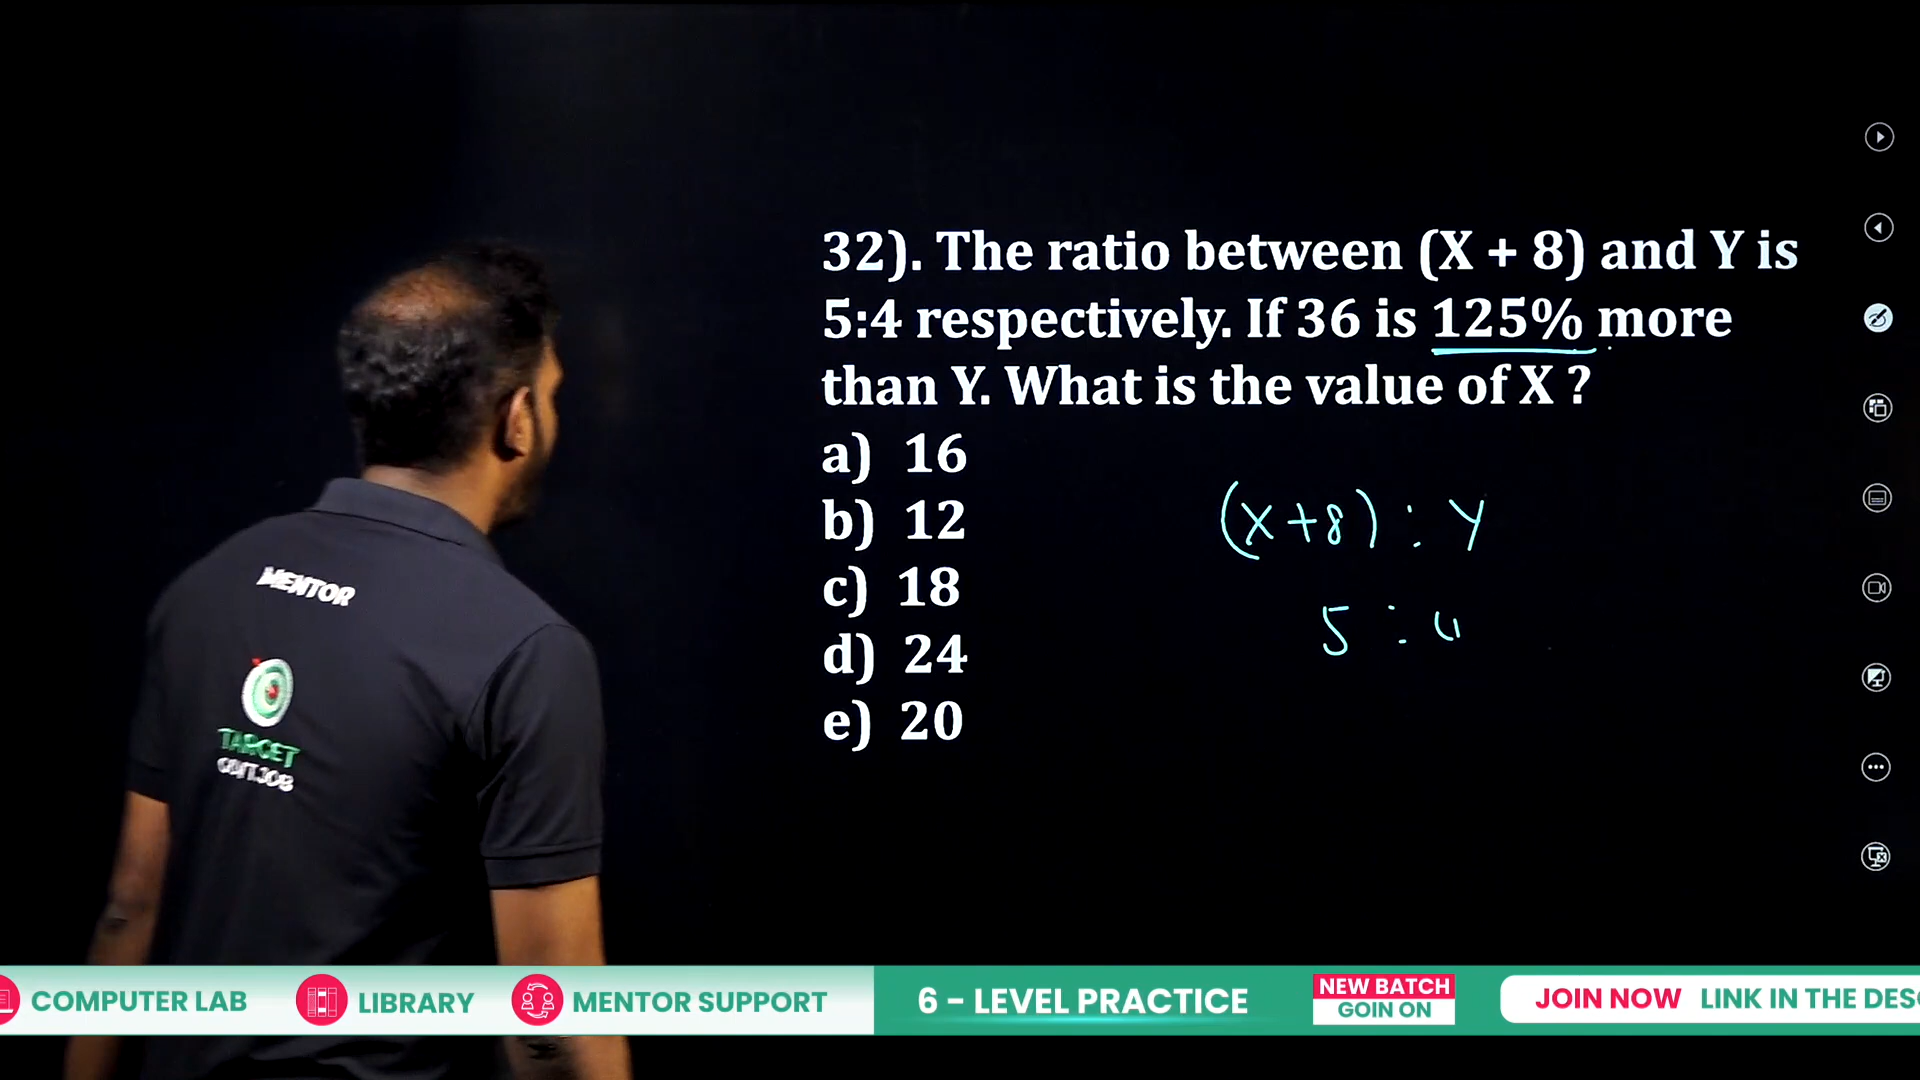 32). The ratio between (X + 8) and Y is
5:4 respectively. If 36 is 125% more
than Y. What is the value of X ?
a) 16
b) 12
c) 18
d) 24
e) 20
(x+8) : y
5 :
MENTOR
TARGET
GOVT.JOB
COMPUTER LAB
LIBRARY
MENTOR SUPPORT
6 - LEVEL PRACTICE
NEW BATCH
GOIN ON
JOIN NOW LINK IN THE